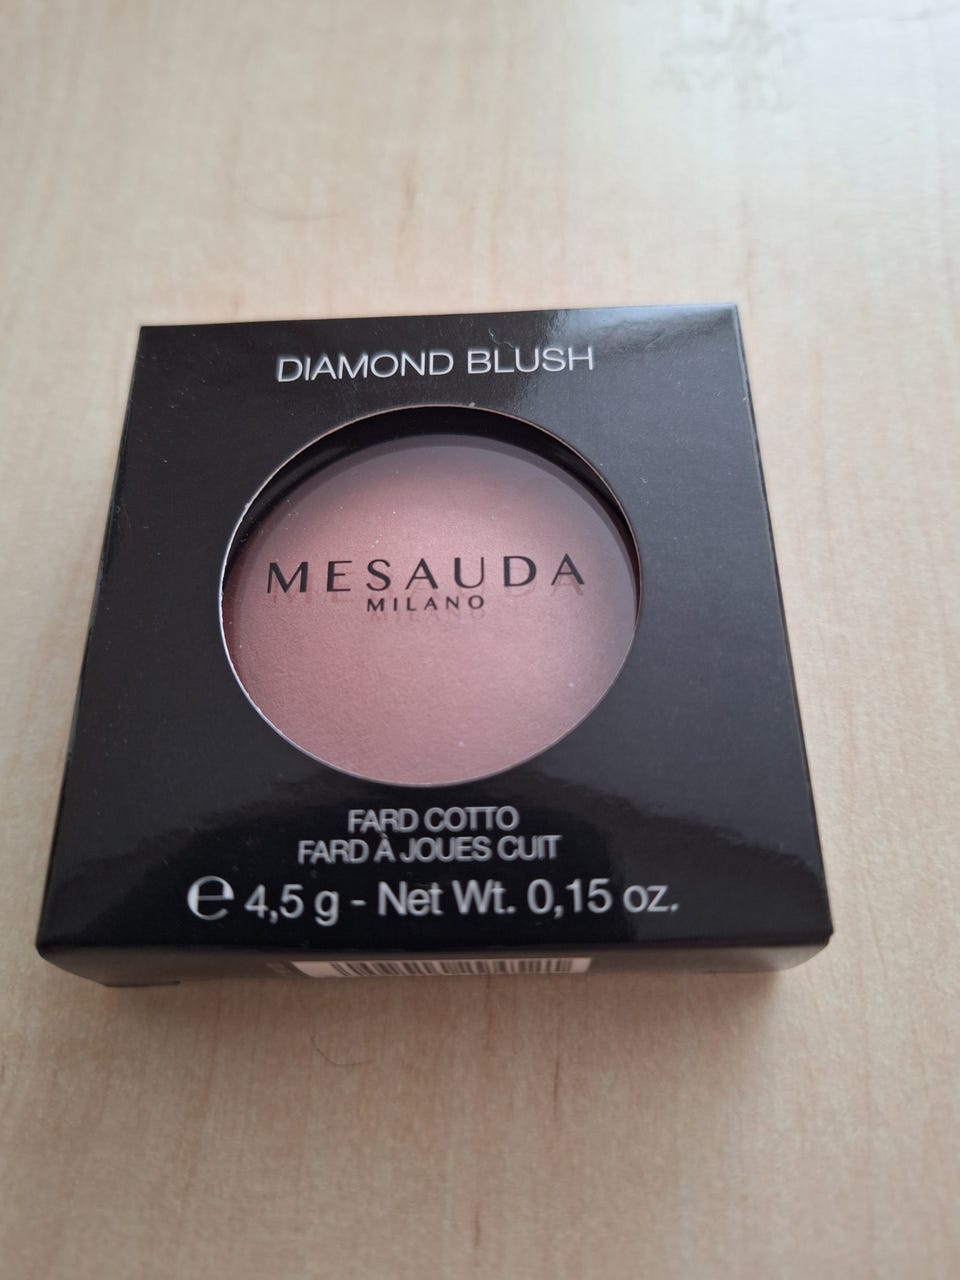 DIAMOND BLUSH
MESAUDA
MILANO
FARD COTTO
FARD À JOUES CUIT
℮ 4,5 g - Net Wt. 0,15 oz.